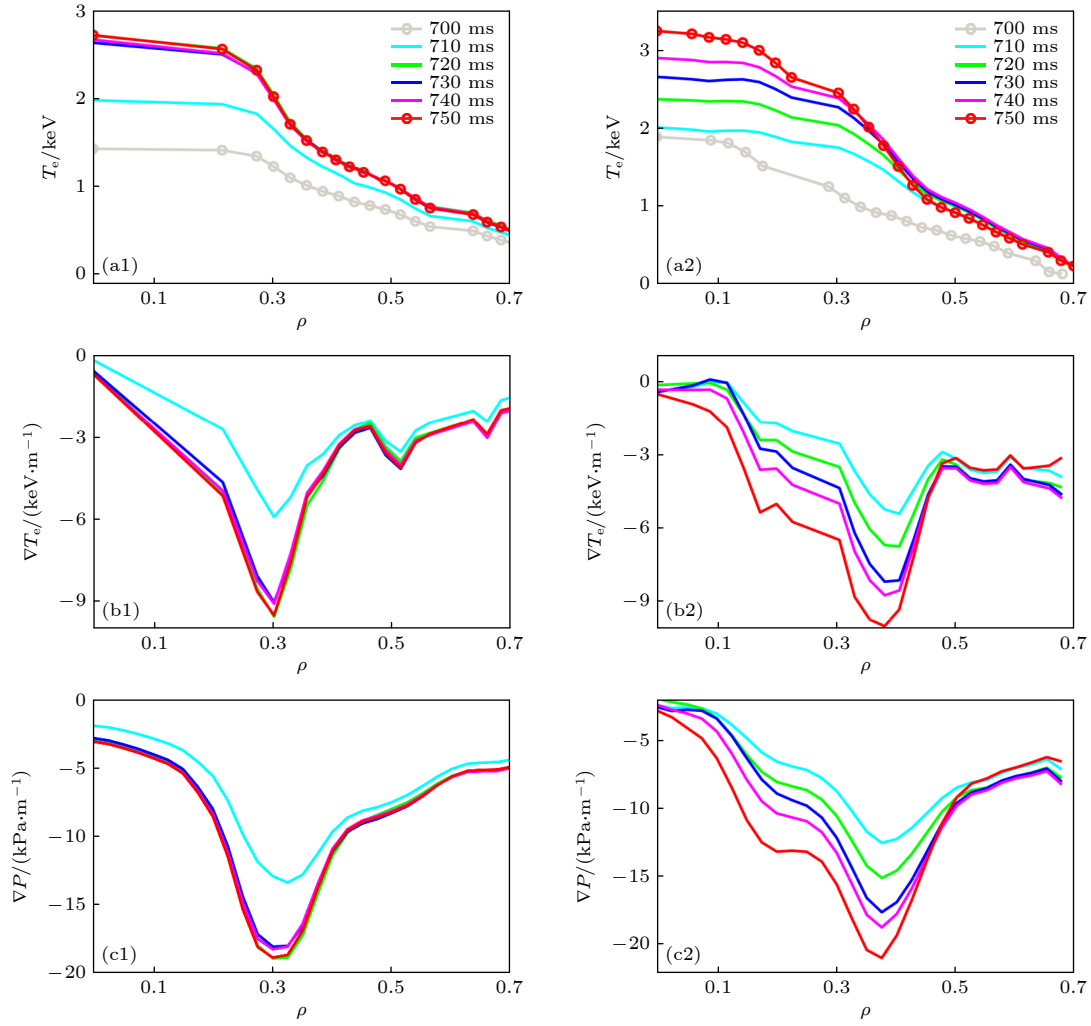 3
2
1
0
T_e/keV
700 ms
710 ms
720 ms
730 ms
740 ms
750 ms
(a1)
0.1 0.3 0.5 0.7
ρ
3
2
1
0
T_e/keV
700 ms
710 ms
720 ms
730 ms
740 ms
750 ms
(a2)
0.1 0.3 0.5 0.7
ρ
0
−3
−6
−9
∇T_e/(keV·m⁻¹)
(b1)
0.1 0.3 0.5 0.7
ρ
0
−3
−6
−9
∇T_e/(keV·m⁻¹)
(b2)
0.1 0.3 0.5 0.7
ρ
0
−5
−10
−15
−20
∇P/(kPa·m⁻¹)
(c1)
0.1 0.3 0.5 0.7
ρ
−5
−10
−15
−20
∇P/(kPa·m⁻¹)
(c2)
0.1 0.3 0.5 0.7
ρ